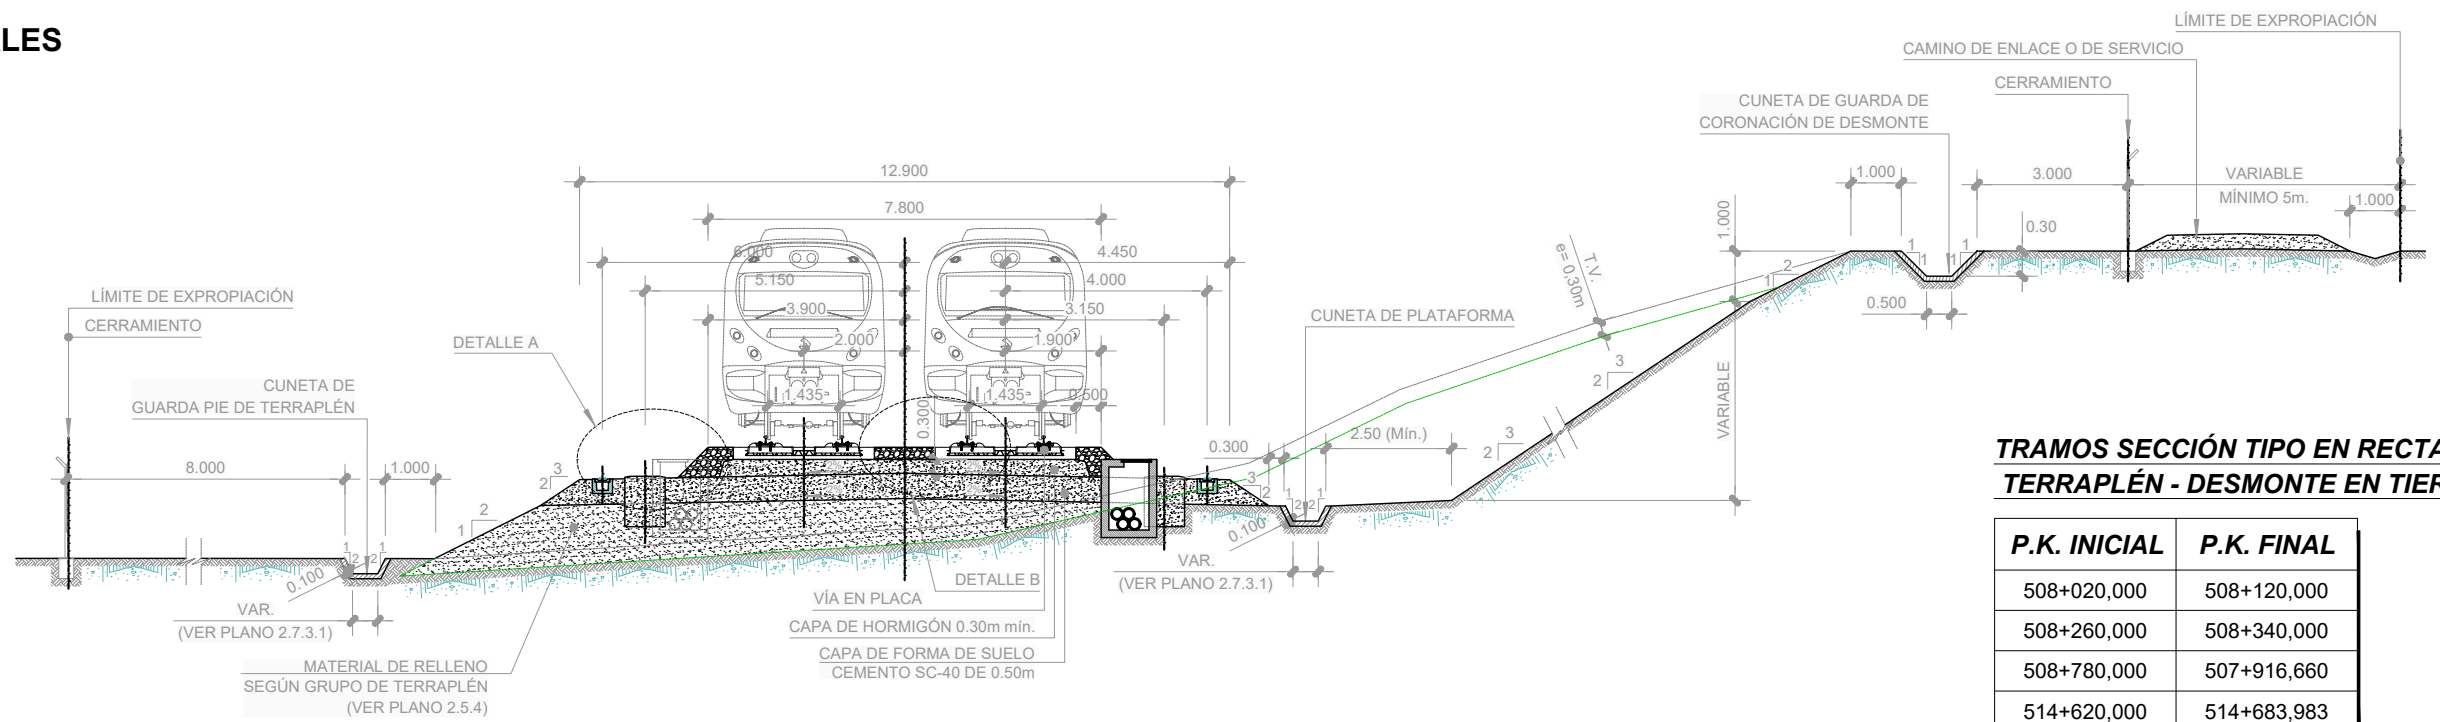 ALES
LÍMITE DE EXPROPIACIÓN
CAMINO DE ENLACE O DE SERVICIO
CERRAMIENTO
CUNETA DE GUARDA DE
CORONACIÓN DE DESMONTE
12.900
7.800
6.000
4.450
5.150
4.000
3.900
3.150
2.000
1.900
1.435
1.435
0.500
0.300
1.000
3.000
VARIABLE
MÍNIMO 5m.
1.000
1.000
0.30
1
1
1
1
0.500
2
1
T.V.
e= 0,30m
3
2
3
2
VARIABLE
LÍMITE DE EXPROPIACIÓN
CERRAMIENTO
DETALLE A
CUNETA DE
GUARDA PIE DE TERRAPLÉN
CUNETA DE PLATAFORMA
8.000
1.000
3
2
2
1
0.300
2.50 (Mín.)
3
2
1
1
2
2
0.100
1
1
2
2
0.100
VAR.
(VER PLANO 2.7.3.1)
VAR.
(VER PLANO 2.7.3.1)
DETALLE B
VÍA EN PLACA
CAPA DE HORMIGÓN 0.30m mín.
CAPA DE FORMA DE SUELO
CEMENTO SC-40 DE 0.50m
MATERIAL DE RELLENO
SEGÚN GRUPO DE TERRAPLÉN
(VER PLANO 2.5.4)
TRAMOS SECCIÓN TIPO EN RECTA
TERRAPLÉN - DESMONTE EN TIER
P.K. INICIAL P.K. FINAL
508+020,000 508+120,000
508+260,000 508+340,000
508+780,000 507+916,660
514+620,000 514+683,983